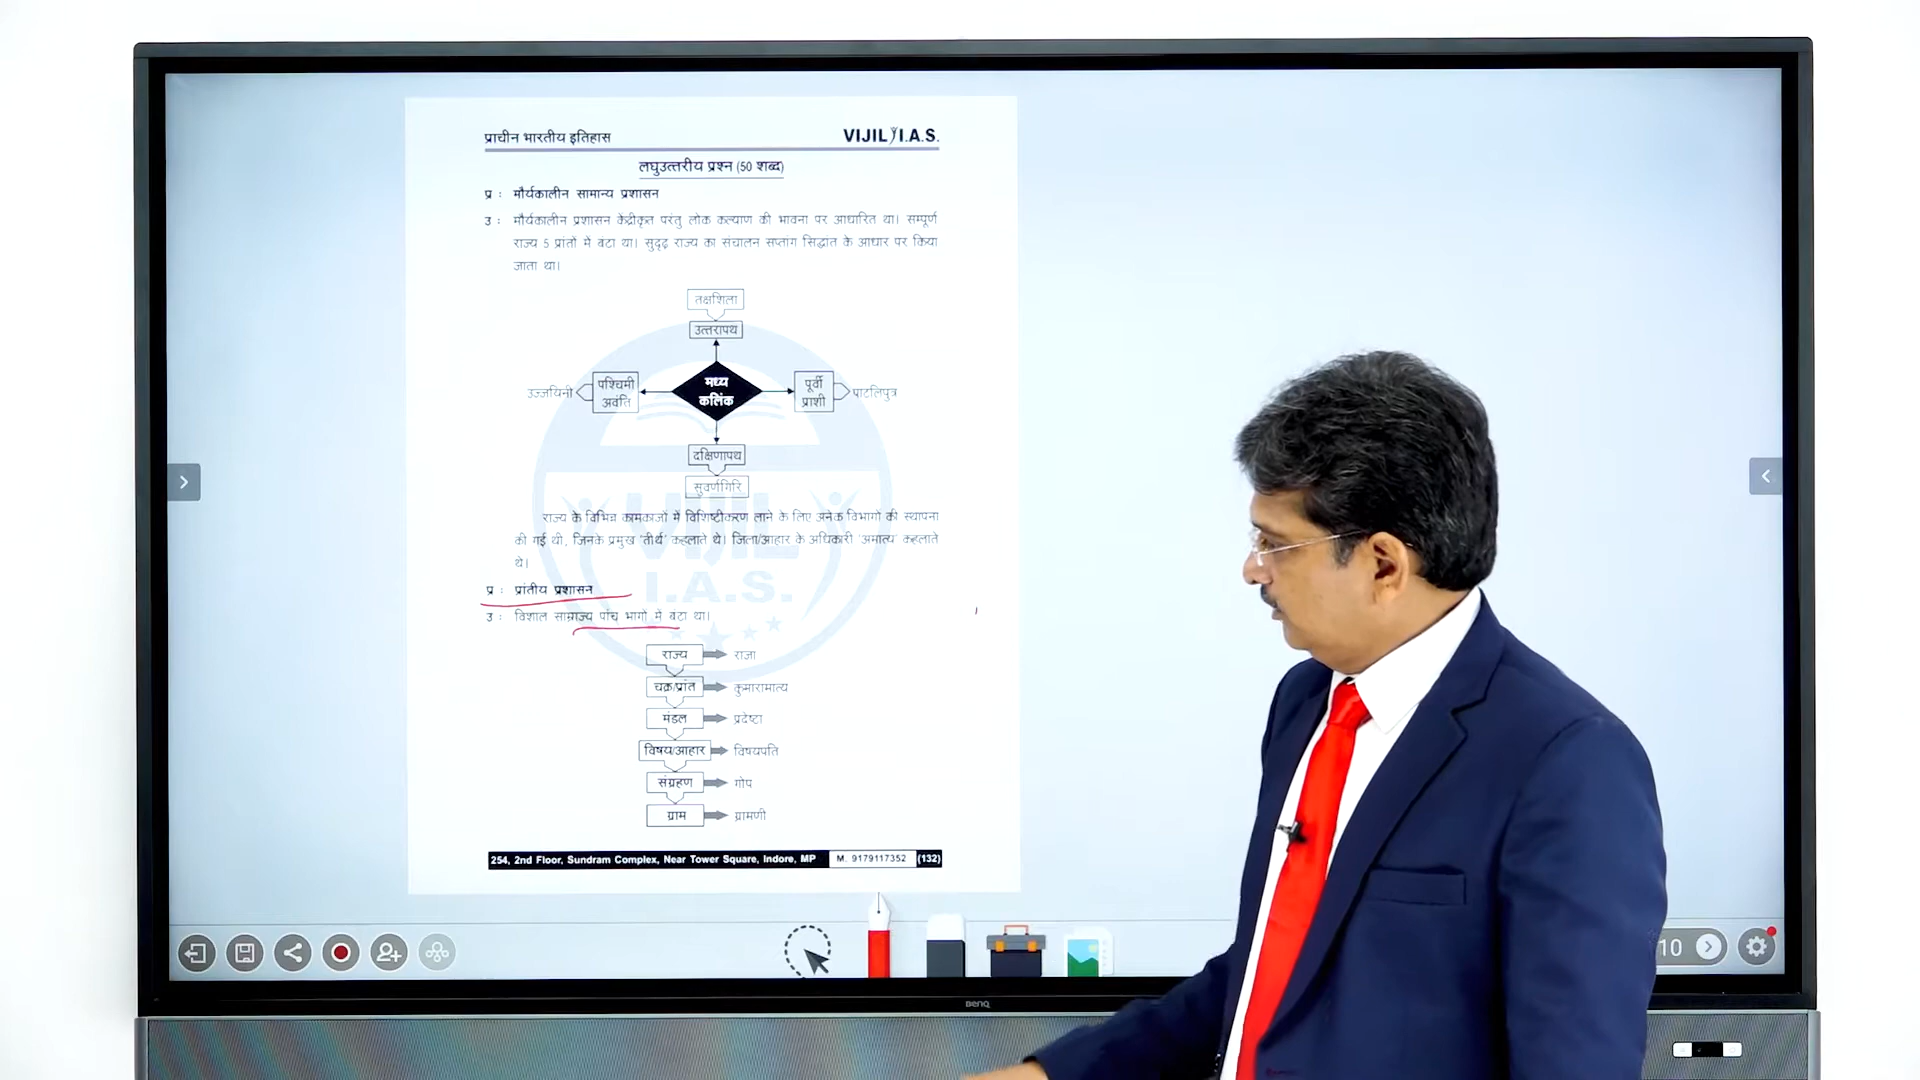 प्राचीन भारतीय इतिहास
VIJIL I.A.S.
लघुउत्तरीय प्रश्न (50 शब्द)
प्र : मौर्यकालीन सामान्य प्रशासन
उ : मौर्यकालीन प्रशासन केंद्रीकृत परंतु लोक कल्याण की भावना पर आधारित था। सम्पूर्ण
राज्य 5 प्रांतों में बंटा था। सुदृढ़ राज्य का संचालन सप्तांग सिद्धांत के आधार पर किया
जाता था।
तक्षशिला
उत्तरापथ
उज्जयिनी
पश्चिमी
अवंति
मध्य
कलिंक
पूर्वी
प्राशी
पाटलिपुत्र
दक्षिणापथ
सुवर्णगिरि
राज्य के विभिन्न कामकाजों में विशिष्टीकरण लाने के लिए अनेक विभागों की स्थापना
की गई थी, जिनके प्रमुख 'तीर्थ' कहलाते थे। जिला/आहार के अधिकारी 'अमात्य' कहलाते
थे।
VIJIL
I.A.S.
प्र : प्रांतीय प्रशासन
उ : विशाल साम्राज्य पांच भागों में बंटा था।
राज्य राजा
चक्र/प्रांत कुमारामात्य
मंडल प्रदेष्टा
विषय/आहार विषयपति
संग्रहण गोप
ग्राम ग्रामणी
254, 2nd Floor, Sundram Complex, Near Tower Square, Indore, MP M. 9179117352 (132)
10
BenQ